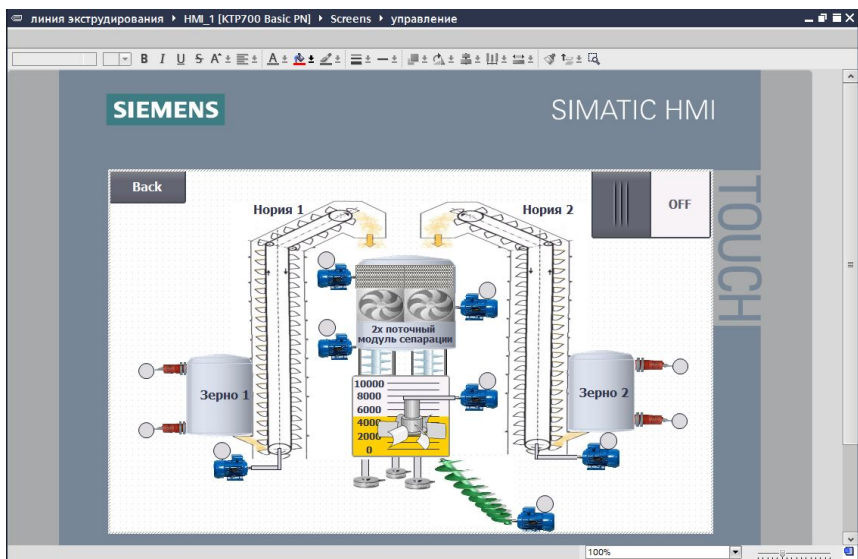 линия экструдирования ▸ HMI_1 [KTP700 Basic PN] ▸ Screens ▸ управление
B I U S A A
SIEMENS
SIMATIC HMI
TOUCH
Back
OFF
Нория 1
Нория 2
2х поточный
модуль сепарации
Зерно 1
Зерно 2
10000
8000
6000
4000
2000
0
100%